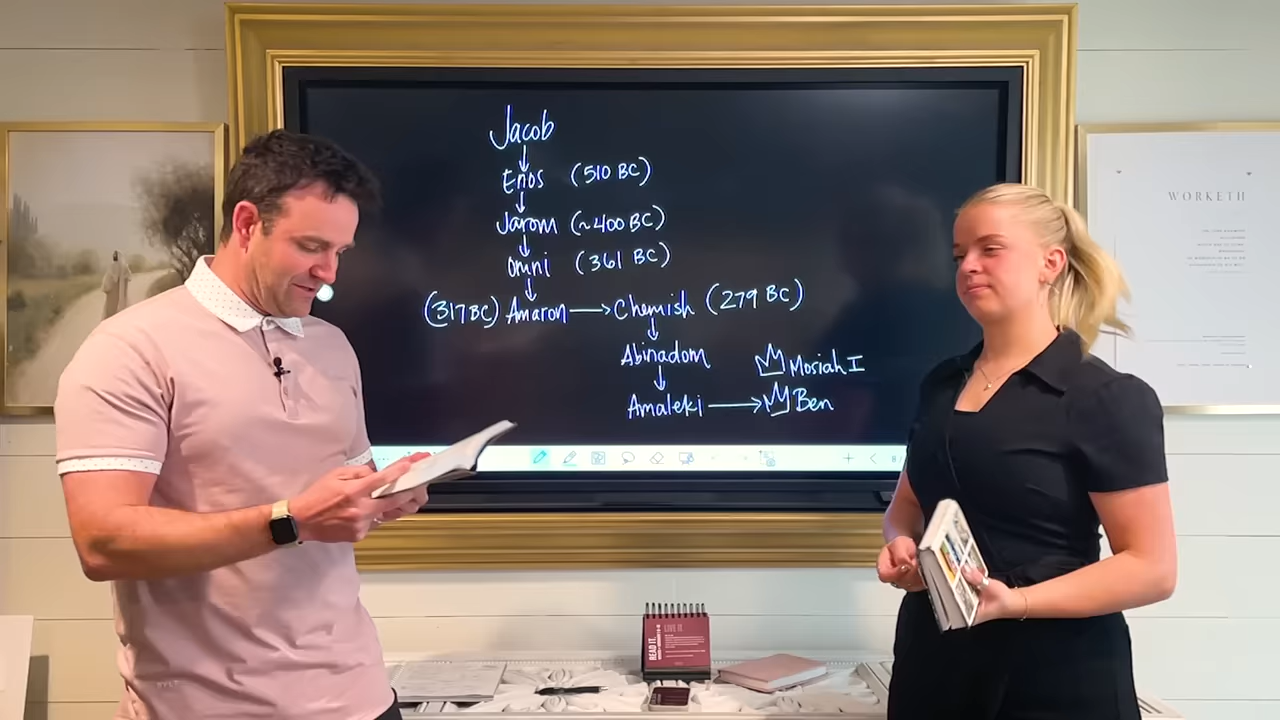 Jacob
Enos (510 BC)
Jarom (~400 BC)
Omni (361 BC)
(317 BC) Amaron → Chemish (279 BC)
Abinadom
Mosiah I
Amaleki → Ben
WORKETH
READ IT.
LIVE IT